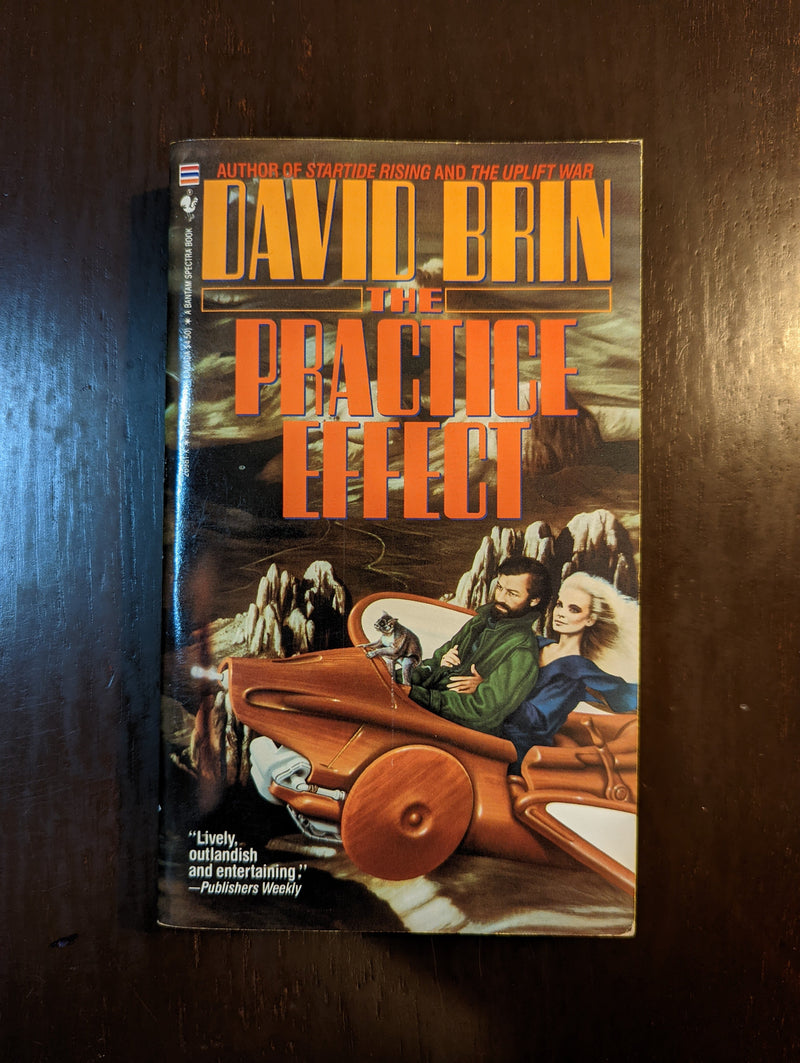 AUTHOR OF STARTIDE RISING AND THE UPLIFT WAR
DAVID BRIN
THE
PRACTICE
EFFECT
"Lively,
outlandish
and entertaining."
—Publishers Weekly
A BANTAM SPECTRA BOOK